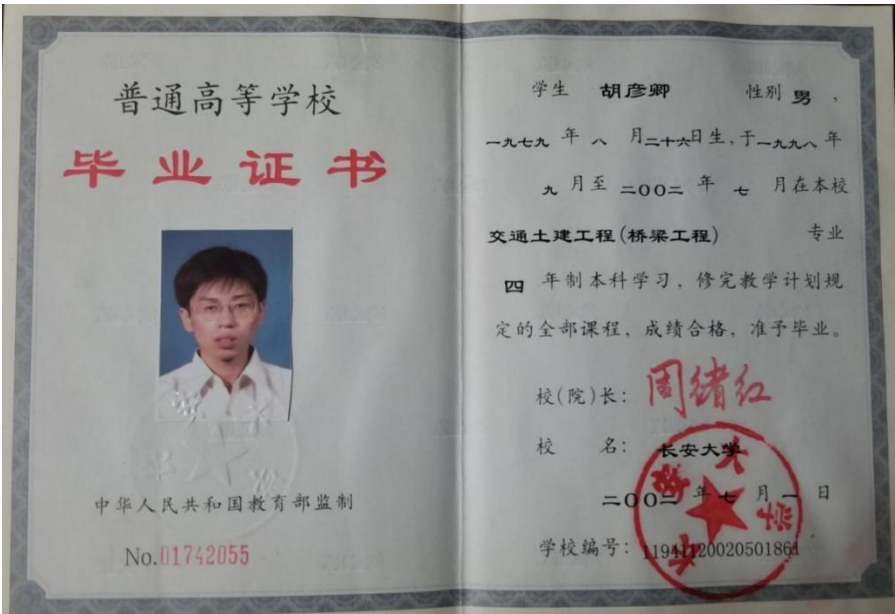 普通高等学校
毕业证书
中华人民共和国教育部监制
No.01742055
学生 胡彦卿 性别 男，
一九七九 年 八 月二十六日生，于一九九八 年
九 月至 二00二 年 七 月在本校
交通土建工程(桥梁工程) 专业
四 年制本科学习，修完教学计划规
定的全部课程，成绩合格，准予毕业。
校(院)长：周绪红
校 名：长安大学
二00二 年 七 月 一 日
学校编号：11941120020501861
长安大学